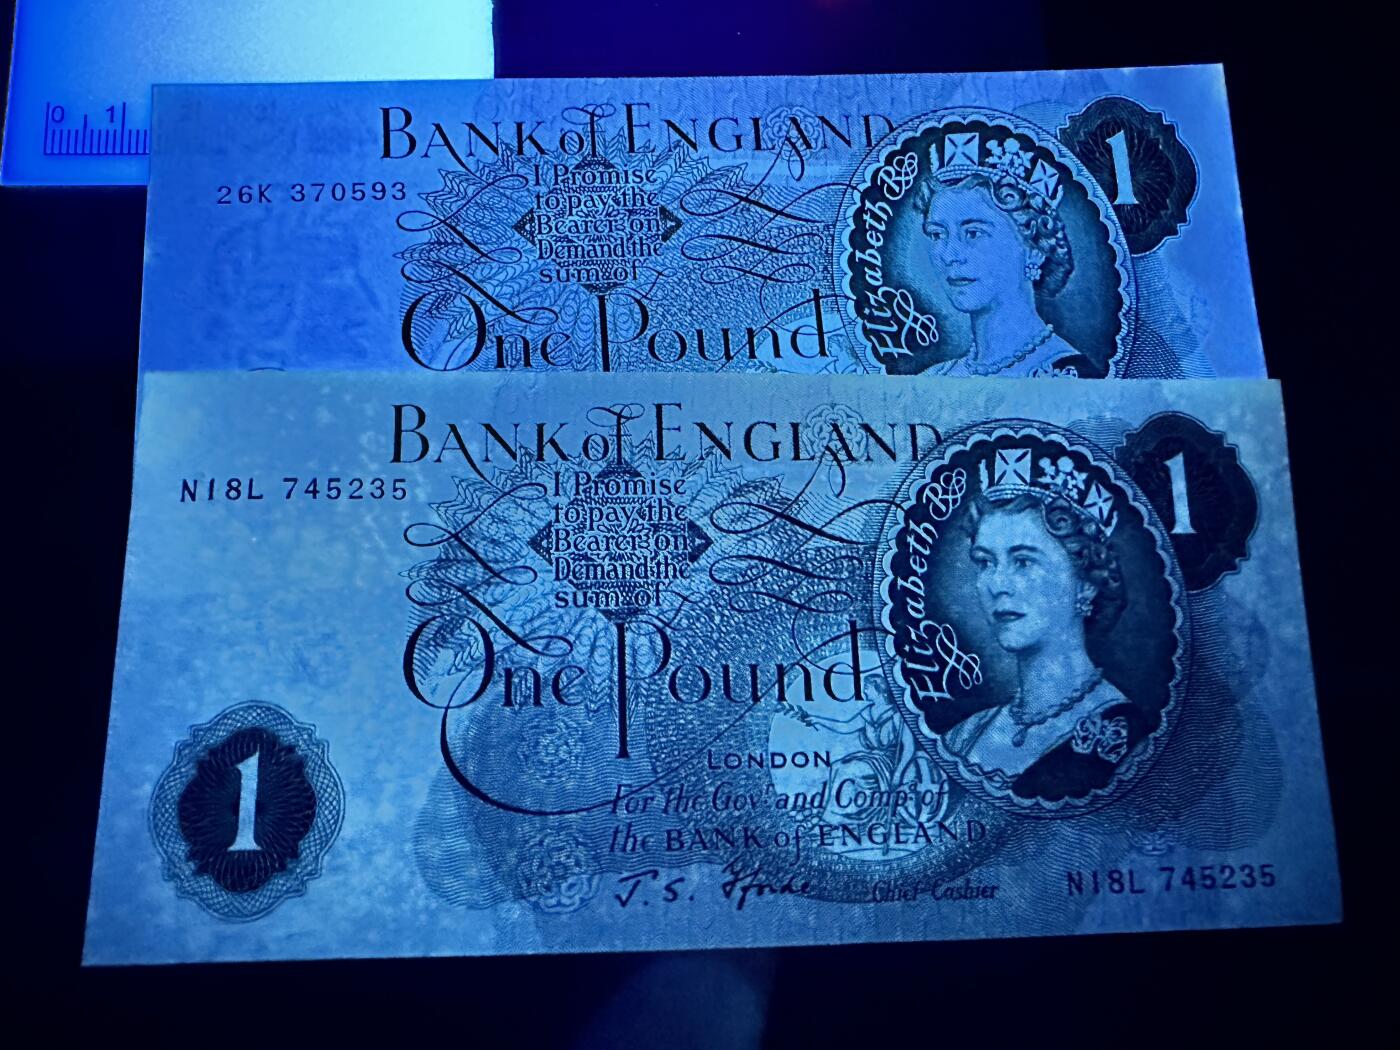 0 1
BANK of ENGLAND
1
26K 370593
I Promise
to pay the
Bearer on
Demand the
sum of
One Pound
Elizabeth R
BANK of ENGLAND
1
N18L 745235
I Promise
to pay the
Bearer on
Demand the
sum of
One Pound
Elizabeth R
LONDON
For the Govr and Compa of
the BANK of ENGLAND
1
J. S. Fforde Chief Cashier
N18L 745235